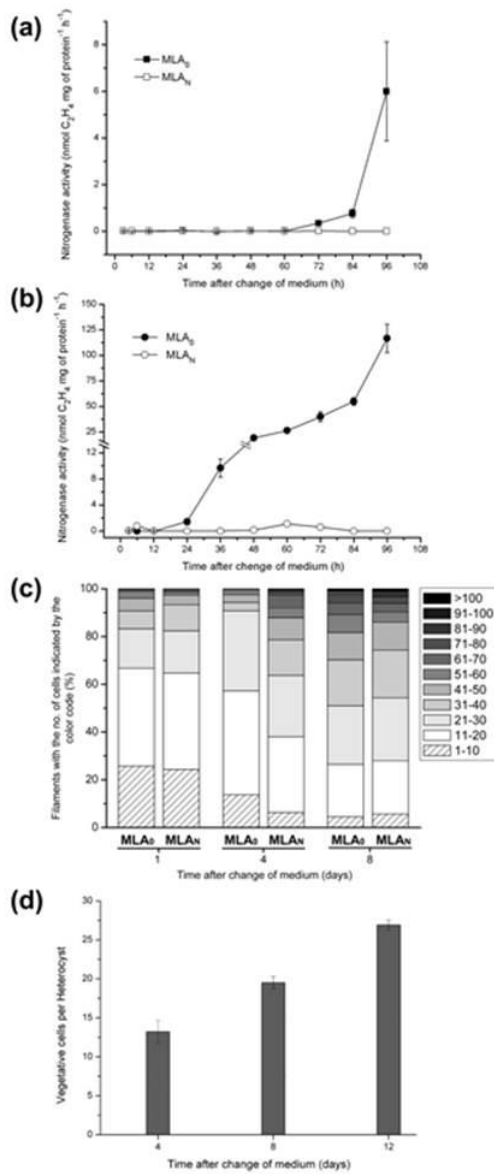 (a)
Nitrogenase activity (nmol C₂H₄ mg of protein⁻¹ h⁻¹)
8
6
4
2
0
MLA₀
MLA_N
0 12 24 36 48 60 72 84 96 108
Time after change of medium (h)
(b)
Nitrogenase activity (nmol C₂H₄ mg of protein⁻¹ h⁻¹)
150
125
100
75
50
25
12
8
4
0
MLA₀
MLA_N
0 12 24 36 48 60 72 84 96 108
Time after change of medium (h)
(c)
Filaments with the no. of cells indicated by the
color code (%)
100
80
60
40
20
0
MLA₀ MLA_N MLA₀ MLA_N MLA₀ MLA_N
1 4 8
Time after change of medium (days)
>100
91-100
81-90
71-80
61-70
51-60
41-50
31-40
21-30
11-20
1-10
(d)
Vegetative cells per Heterocyst
30
25
20
15
10
5
0
4 8 12
Time after change of medium (days)